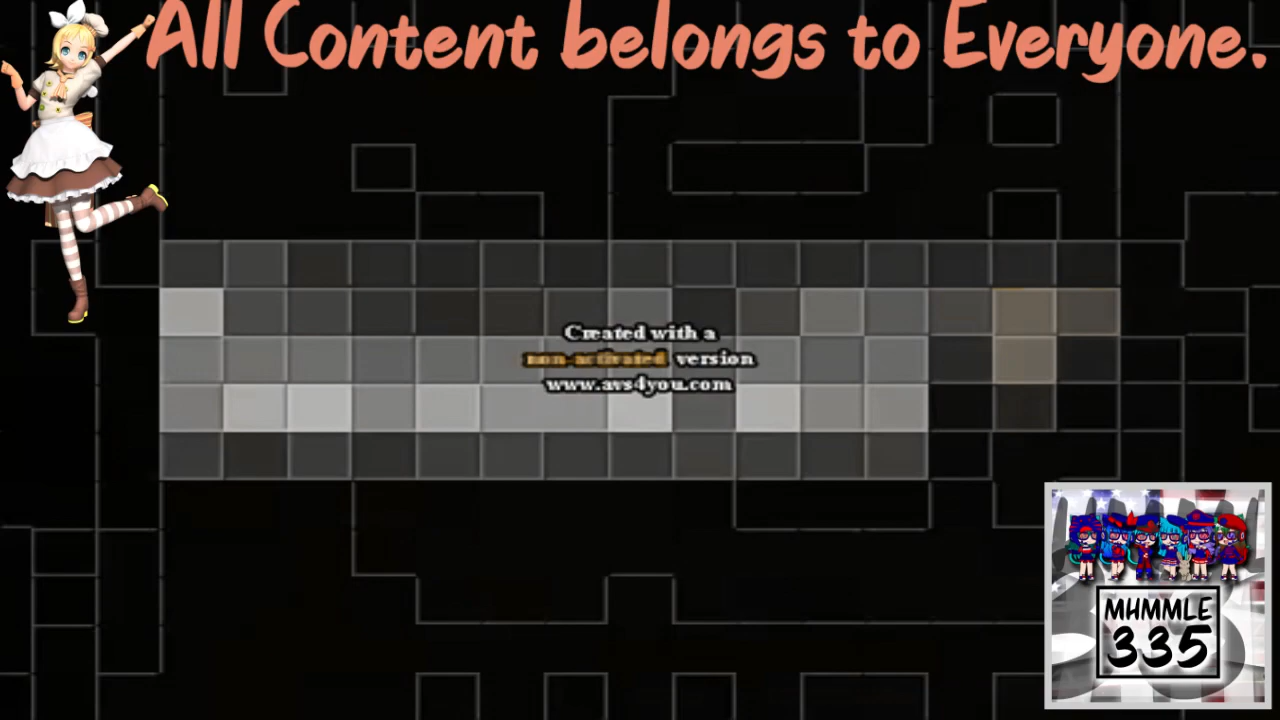 All Content belongs to Everyone.
Created with a
non-activated version
www.avs4you.com
MHMMLE
335